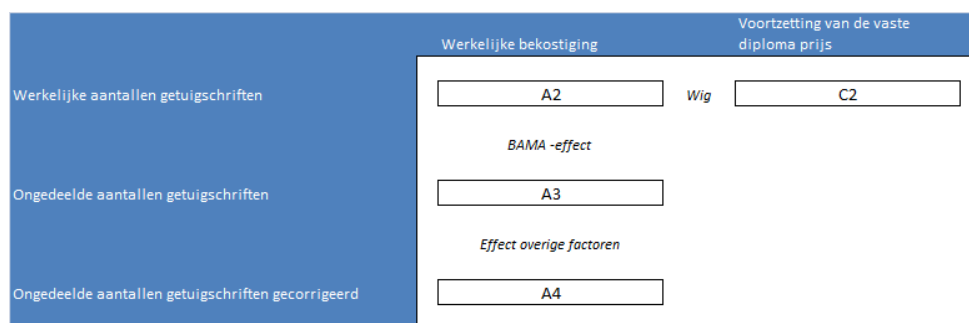 Werkelijke bekostiging
Voortzetting van de vaste
diploma prijs
Werkelijke aantallen getuigschriften
A2
Wig
C2
BAMA -effect
Ongedeelde aantallen getuigschriften
A3
Effect overige factoren
Ongedeelde aantallen getuigschriften gecorrigeerd
A4